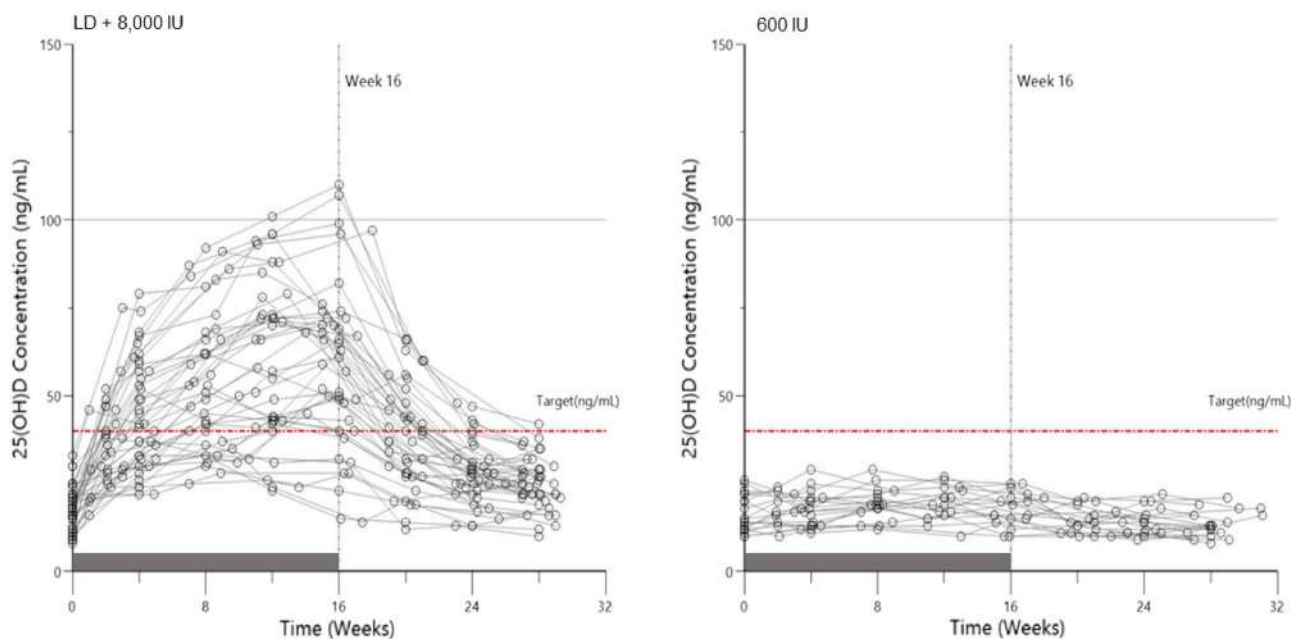 LD + 8,000 IU
150
Week 16
100
Target(ng/mL)
50
0
0 8 16 24 32
25(OH)D Concentration (ng/mL)
Time (Weeks)
600 IU
150
Week 16
100
Target(ng/mL)
50
0
0 8 16 24 32
25(OH)D Concentration (ng/mL)
Time (Weeks)